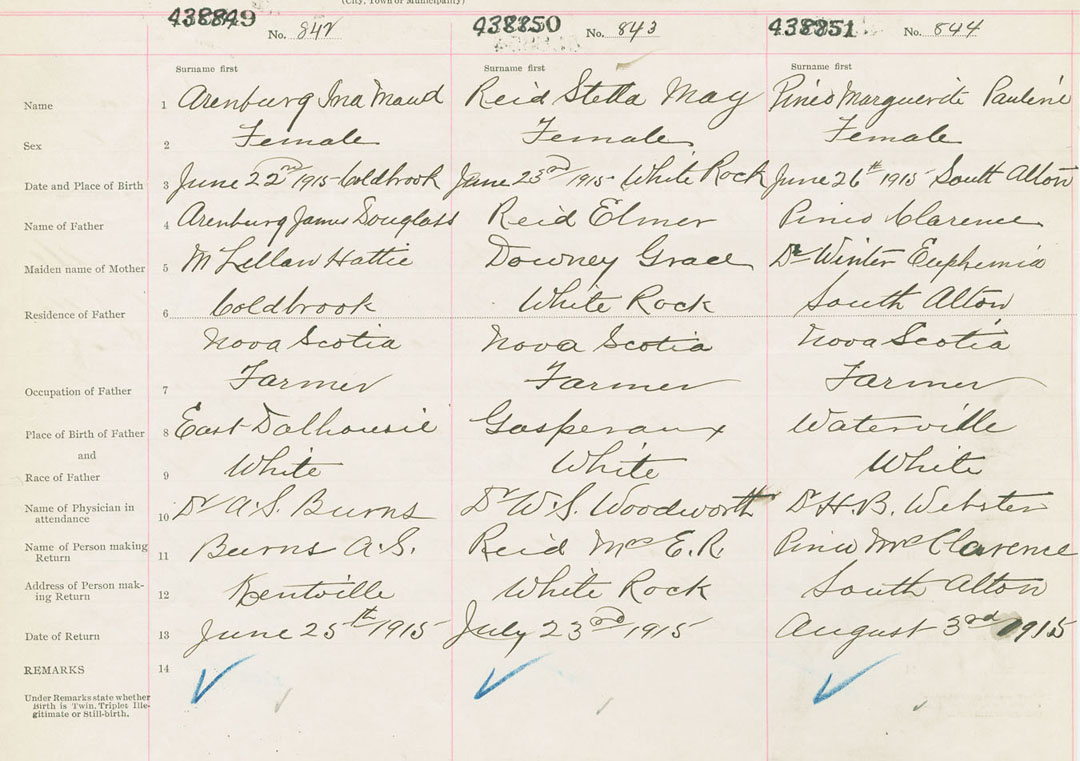 (City, Town or Municipality)
438849 No. 842 438850 No. 843 438851 No. 844
Surname first Surname first Surname first
Name 1 Arenburg Ina Maud Reid Stella May Pineo Marguerite Pauline
Sex 2 Female Female Female
Date and Place of Birth 3 June 22nd 1915 - Coldbrook June 23rd 1915 - White Rock June 26th 1915 South Alton
Name of Father 4 Arenburg James Douglass Reid Elmer Pineo Clarence
Maiden name of Mother 5 McLellan Hattie Downey Grace De Winter Euphemia
Residence of Father 6 Coldbrook White Rock South Alton
Nova Scotia Nova Scotia Nova Scotia
Occupation of Father 7 Farmer Farmer Farmer
Place of Birth of Father 8 East Dalhousie Gasperaux Waterville
and
Race of Father 9 White White White
Name of Physician in
attendance 10 Dr A.S. Burns Dr W.S. Woodworth Dr H.B. Webster
Name of Person making
Return 11 Burns A.S. Reid Mrs E.R. Pineo Mrs Clarence
Address of Person mak-
ing Return 12 Kentville White Rock South Alton
Date of Return 13 June 25th 1915 July 23rd 1915 August 3rd 1915
REMARKS 14
Under Remarks state whether
Birth is Twin, Triplet Ille-
gitimate or Still-birth.